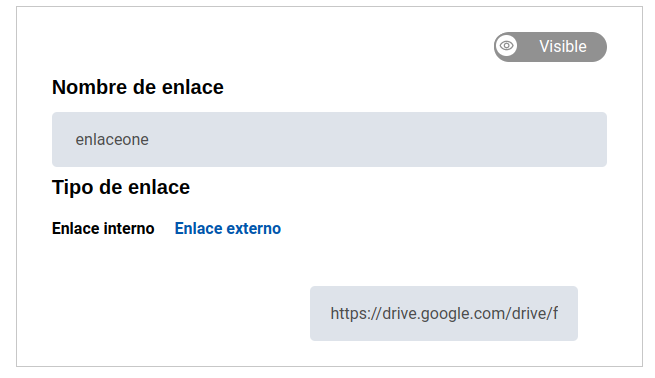 Visible
Nombre de enlace
enlaceone
Tipo de enlace
Enlace interno Enlace externo
https://drive.google.com/drive/f